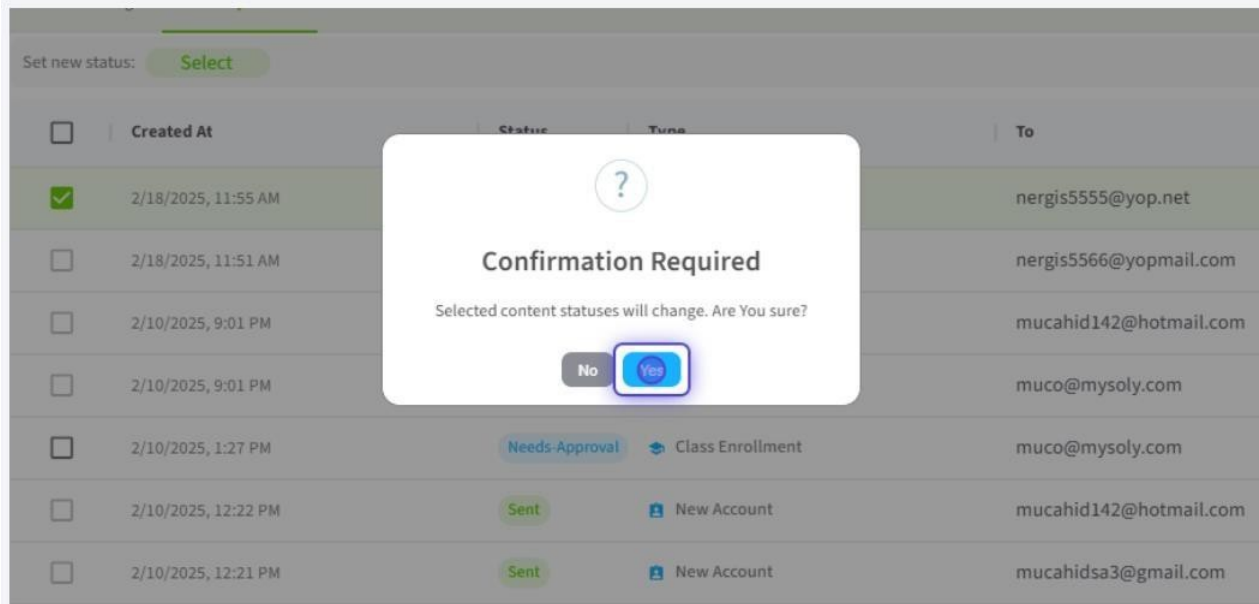 Set new status: Select
Created At Status Type To
2/18/2025, 11:55 AM nergis5555@yop.net
2/18/2025, 11:51 AM nergis5566@yopmail.com
2/10/2025, 9:01 PM mucahid142@hotmail.com
2/10/2025, 9:01 PM muco@mysoly.com
2/10/2025, 1:27 PM Needs-Approval Class Enrollment muco@mysoly.com
2/10/2025, 12:22 PM Sent New Account mucahid142@hotmail.com
2/10/2025, 12:21 PM Sent New Account mucahidsa3@gmail.com
?
Confirmation Required
Selected content statuses will change. Are You sure?
No Yes